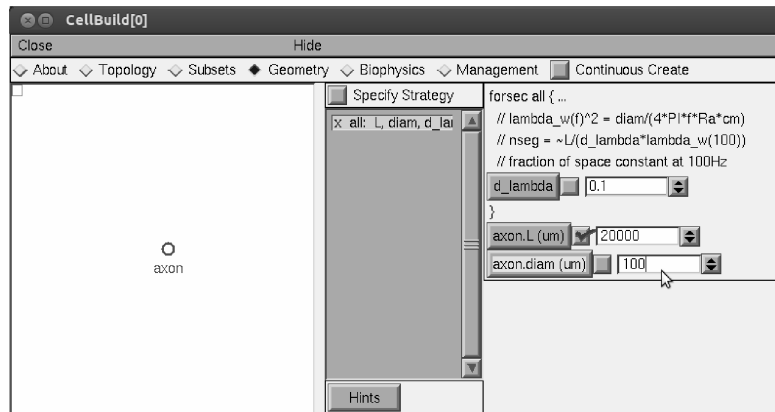 CellBuild[0]
Close Hide
About Topology Subsets Geometry Biophysics Management Continuous Create
Specify Strategy
x all: L, diam, d_la
forsec all { ...
// lambda_w(f)^2 = diam/(4*PI*f*Ra*cm)
// nseg = ~L/(d_lambda*lambda_w(100))
// fraction of space constant at 100Hz
d_lambda 0.1
}
axon.L (um) 20000
axon.diam (um) 100
axon
Hints